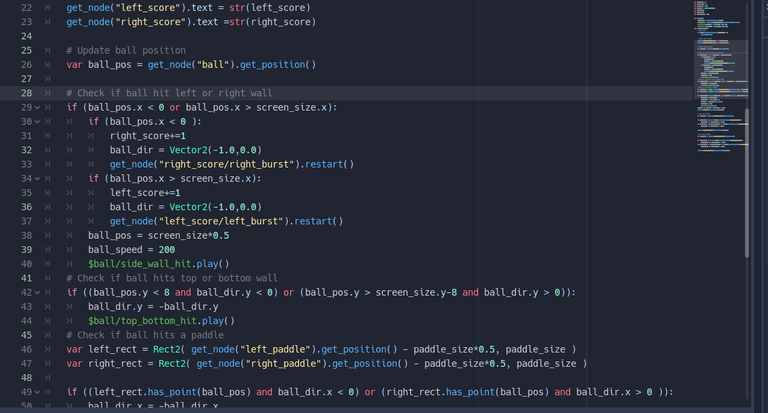 22 get_node("left_score").text = str(left_score)
23 get_node("right_score").text =str(right_score)
24
25 # Update ball position
26 var ball_pos = get_node("ball").get_position()
27
28 # Check if ball hit left or right wall
29 if (ball_pos.x < 0 or ball_pos.x > screen_size.x):
30 if (ball_pos.x < 0 ):
31 right_score+=1
32 ball_dir = Vector2(-1.0,0.0)
33 get_node("right_score/right_burst").restart()
34 if (ball_pos.x > screen_size.x):
35 left_score+=1
36 ball_dir = Vector2(-1.0,0.0)
37 get_node("left_score/left_burst").restart()
38 ball_pos = screen_size*0.5
39 ball_speed = 200
40 $ball/side_wall_hit.play()
41 # Check if ball hits top or bottom wall
42 if ((ball_pos.y < 8 and ball_dir.y < 0) or (ball_pos.y > screen_size.y-8 and ball_dir.y > 0)):
43 ball_dir.y = -ball_dir.y
44 $ball/top_bottom_hit.play()
45 # Check if ball hits a paddle
46 var left_rect = Rect2( get_node("left_paddle").get_position() - paddle_size*0.5, paddle_size )
47 var right_rect = Rect2( get_node("right_paddle").get_position() - paddle_size*0.5, paddle_size )
48
49 if ((left_rect.has_point(ball_pos) and ball_dir.x < 0) or (right_rect.has_point(ball_pos) and ball_dir.x > 0 )):
50 ball_dir.x = -ball_dir.x